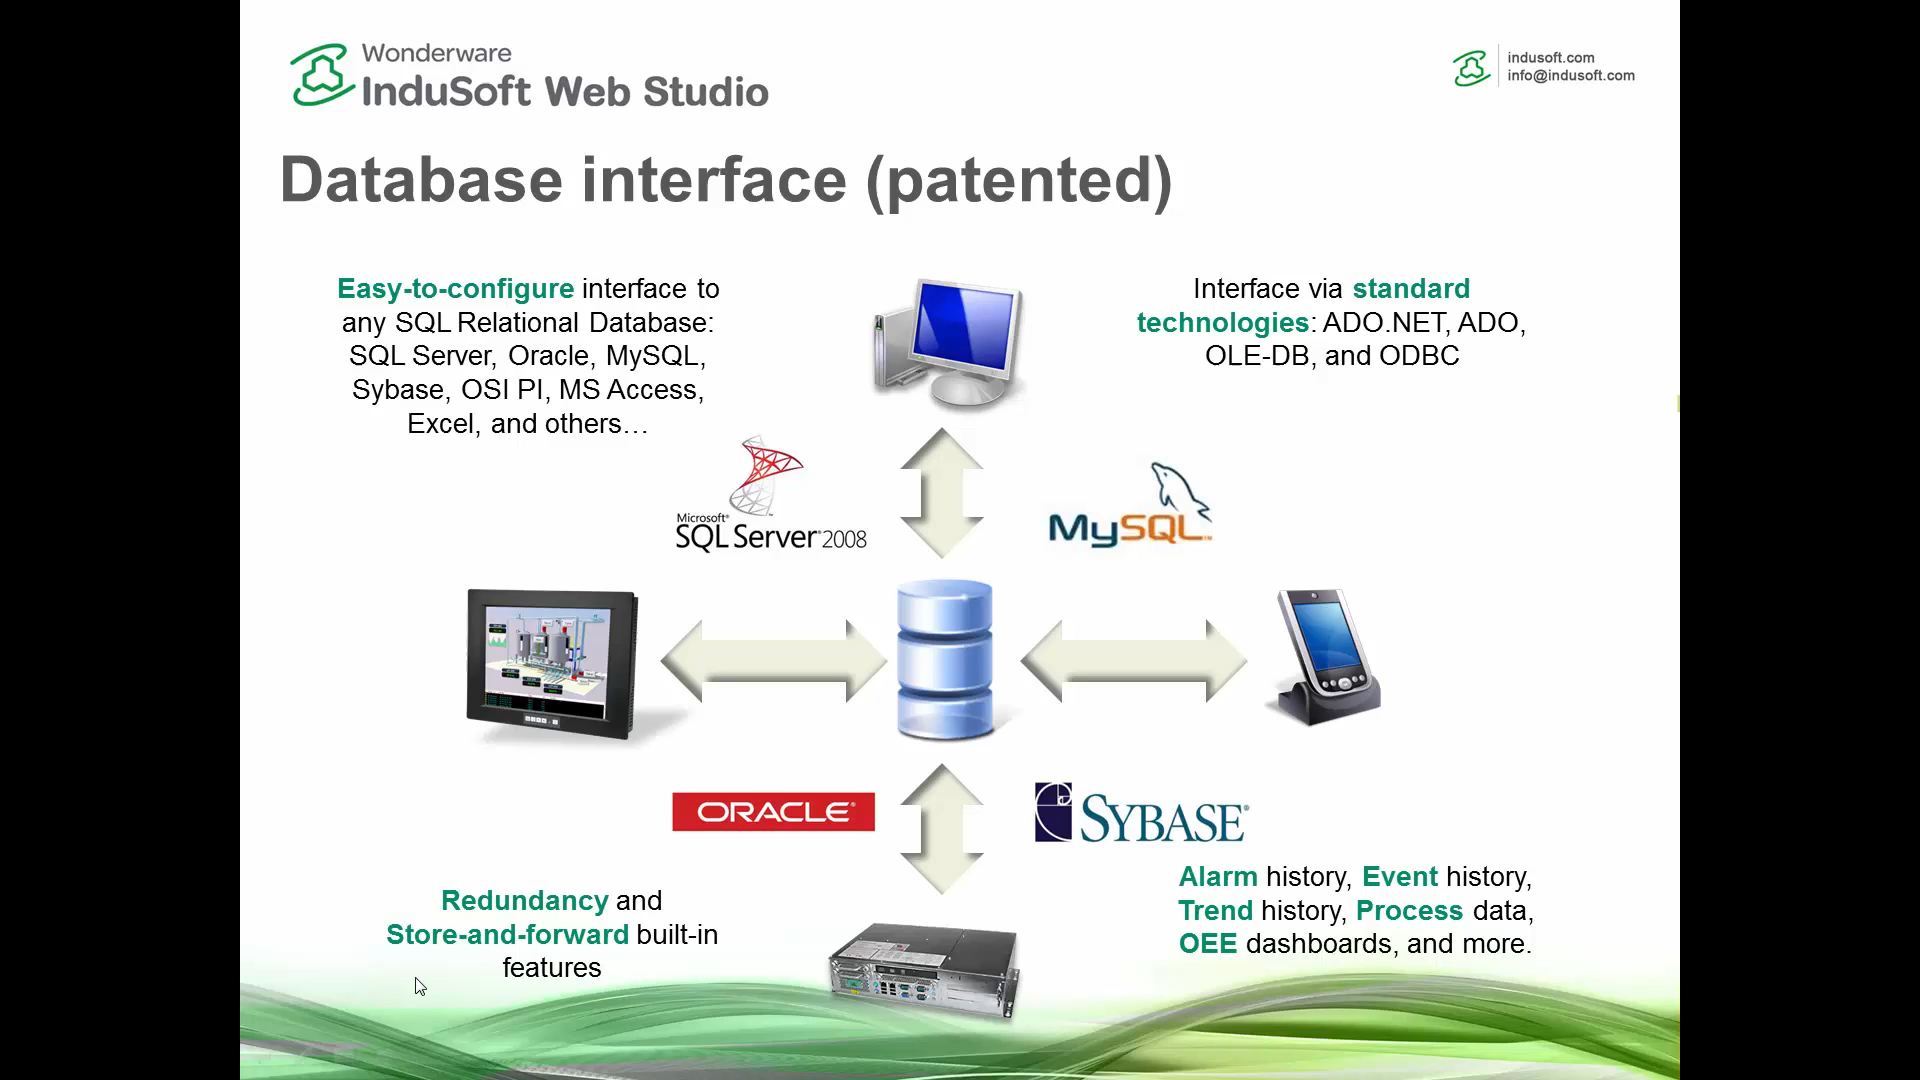 Wonderware
InduSoft Web Studio
indusoft.com
info@indusoft.com
Database interface (patented)
Easy-to-configure interface to
any SQL Relational Database:
SQL Server, Oracle, MySQL,
Sybase, OSI PI, MS Access,
Excel, and others…
Interface via standard
technologies: ADO.NET, ADO,
OLE-DB, and ODBC
Microsoft®
SQL Server® 2008
MySQL™
ORACLE®
SYBASE®
Redundancy and
Store-and-forward built-in
features
Alarm history, Event history,
Trend history, Process data,
OEE dashboards, and more.